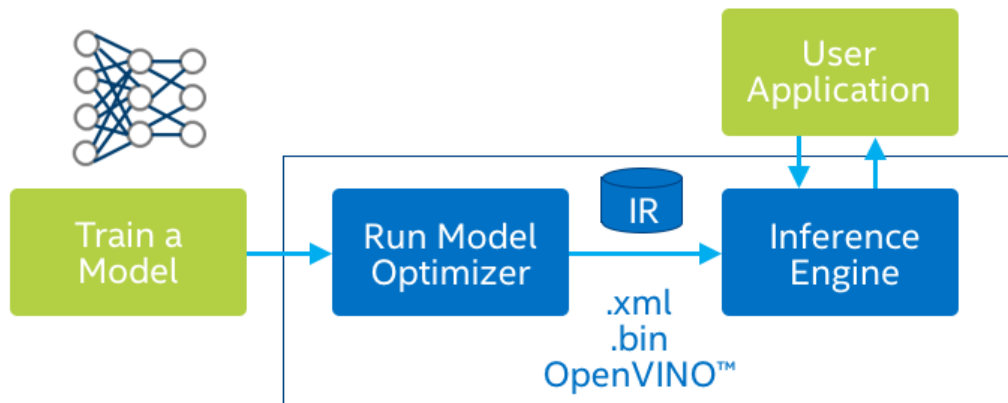 User
Application
Train a
Model
Run Model
Optimizer
IR
.xml
.bin
OpenVINO™
Inference
Engine